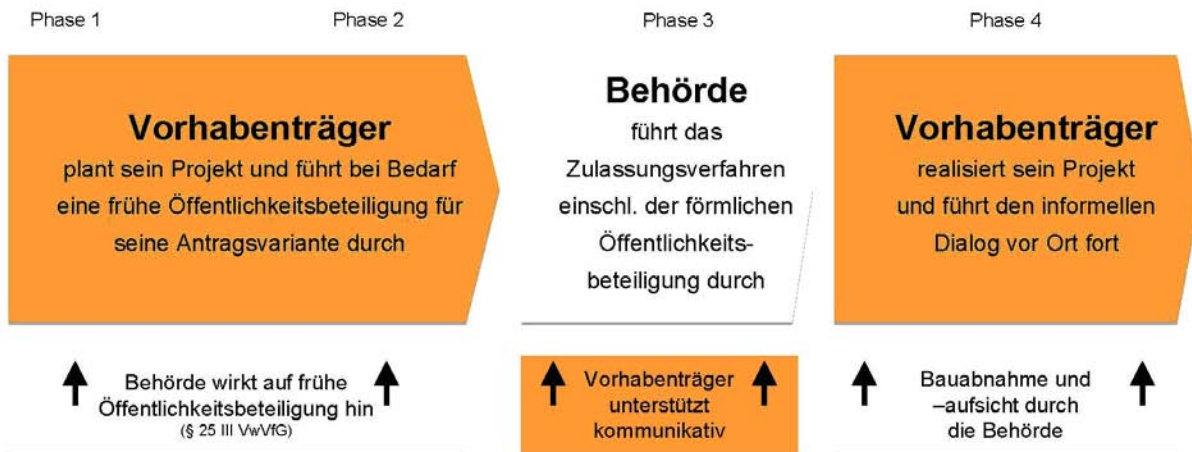 Phase 1
Phase 2
Phase 3
Phase 4
Vorhabenträger
plant sein Projekt und führt bei Bedarf
eine frühe Öffentlichkeitsbeteiligung für
seine Antragsvariante durch
Behörde
führt das
Zulassungsverfahren
einschl. der förmlichen
Öffentlichkeits-
beteiligung durch
Vorhabenträger
realisiert sein Projekt
und führt den informellen
Dialog vor Ort fort
Behörde wirkt auf frühe
Öffentlichkeitsbeteiligung hin
(§ 25 III VwVfG)
Vorhabenträger
unterstützt
kommunikativ
Bauabnahme und
–aufsicht durch
die Behörde